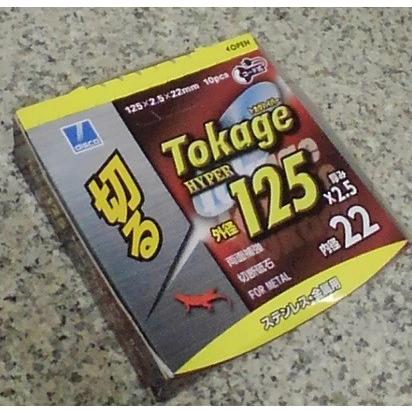 ◀OPEN
125×2.5×22mm 10pcs
DISCO
Tokage
HYPER
切る
外径 125 厚み ×2.5
内径 22
両面補強
切断砥石
FOR METAL
ステンレス・金属用